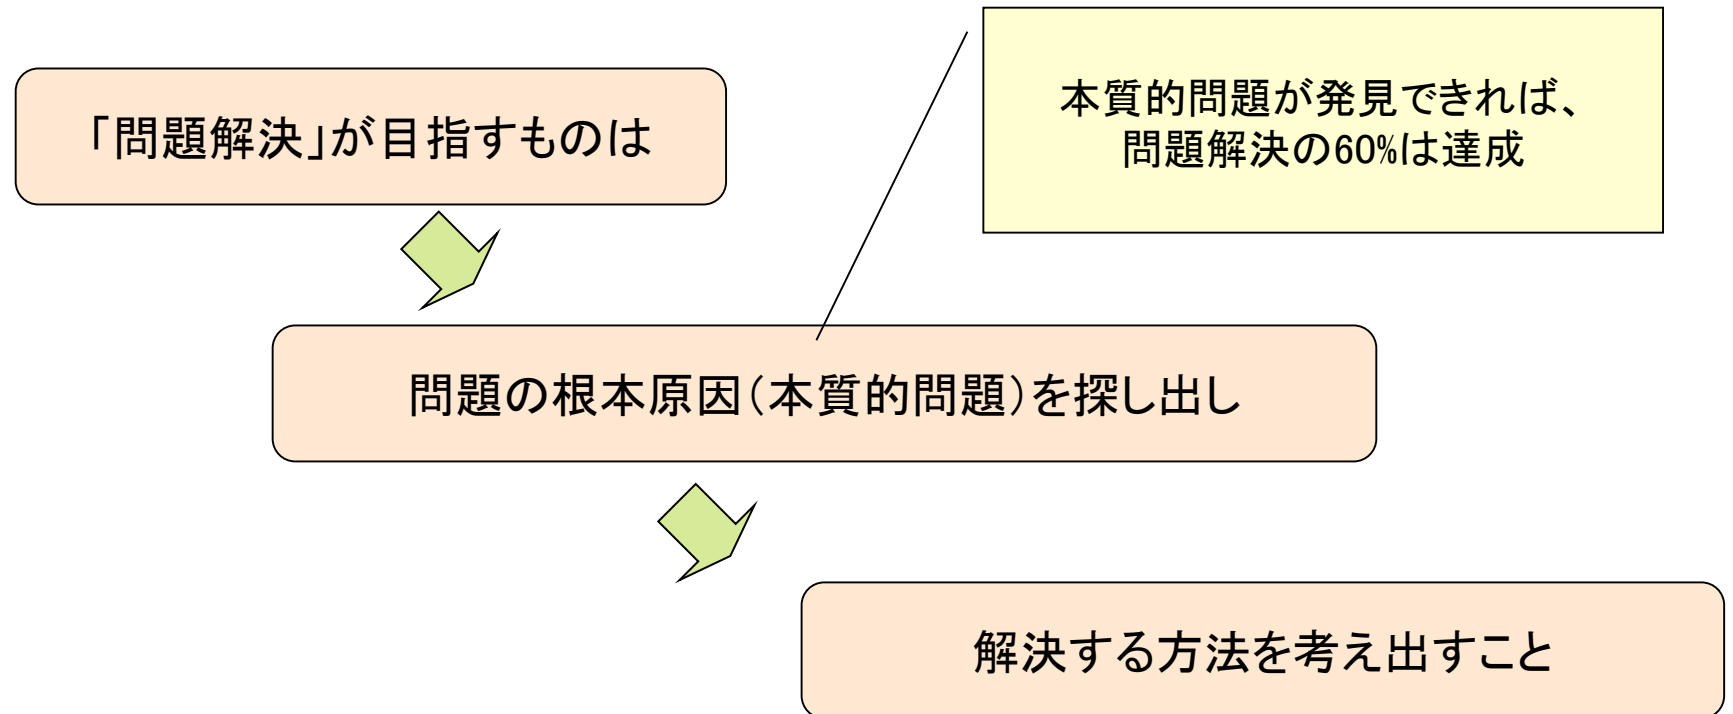 「問題解決」が目指すものは
本質的問題が発見できれば、
問題解決の60%は達成
問題の根本原因(本質的問題)を探し出し
解決する方法を考え出すこと